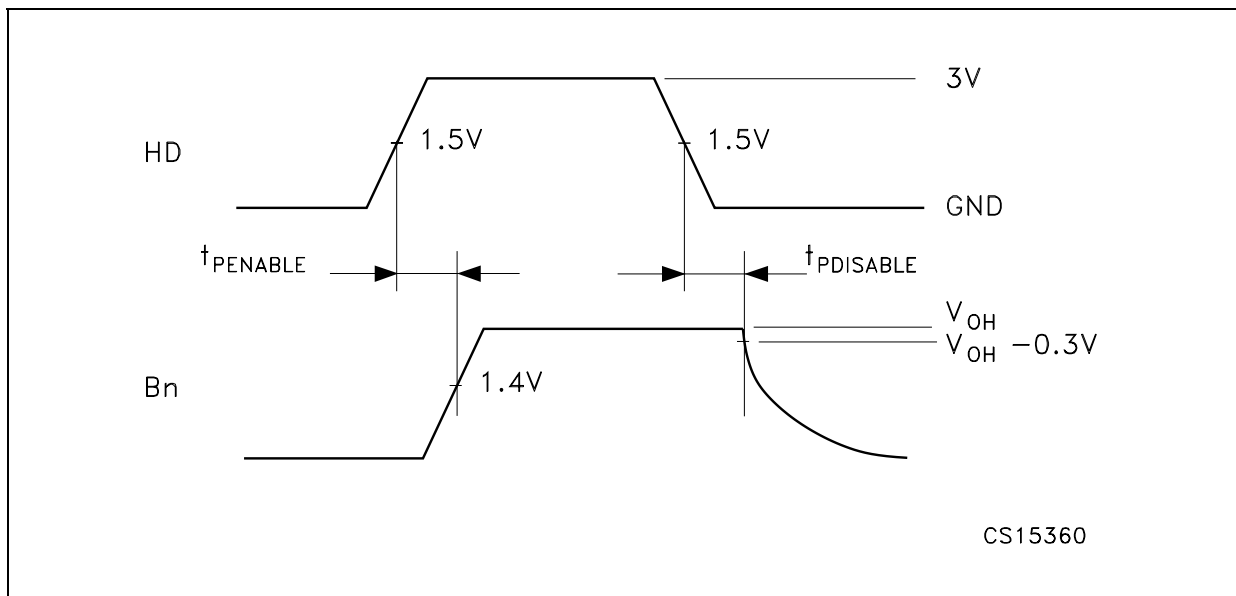 3V
HD
1.5V
1.5V
GND
tPENABLE
tPDISABLE
VOH
VOH -0.3V
Bn
1.4V
CS15360